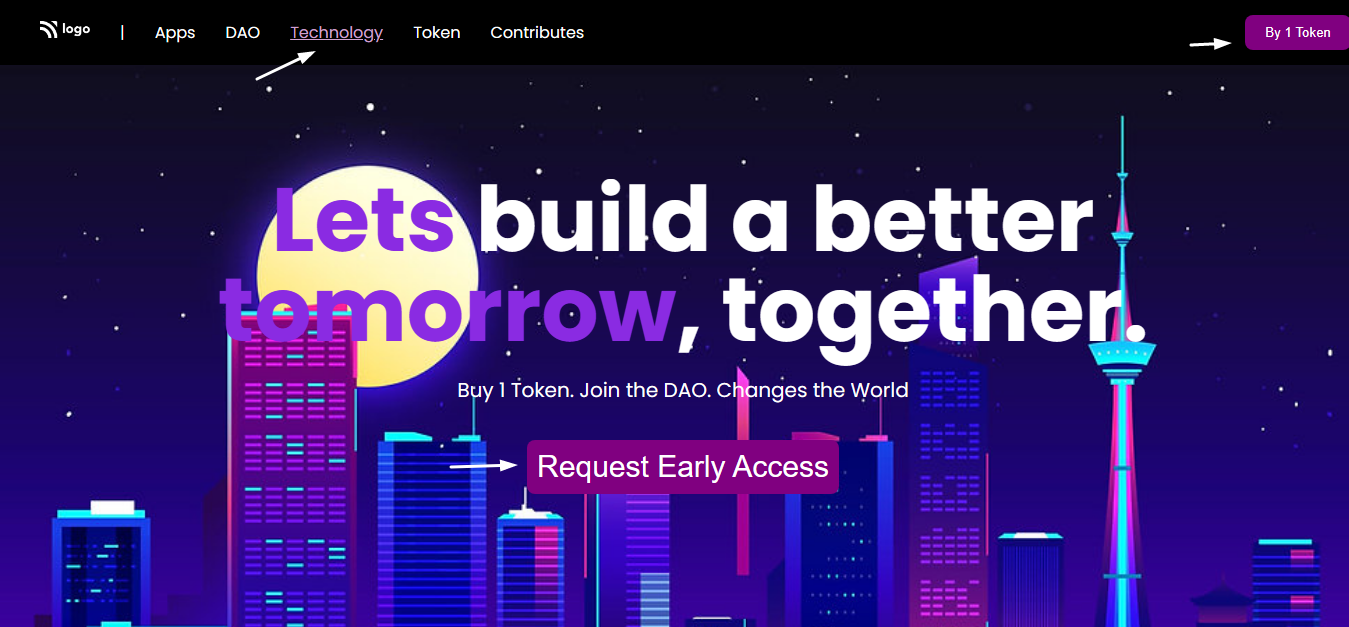 logo | Apps DAO Technology Token Contributes By 1 Token
Lets build a better
tomorrow, together.
Buy 1 Token. Join the DAO. Changes the World
Request Early Access